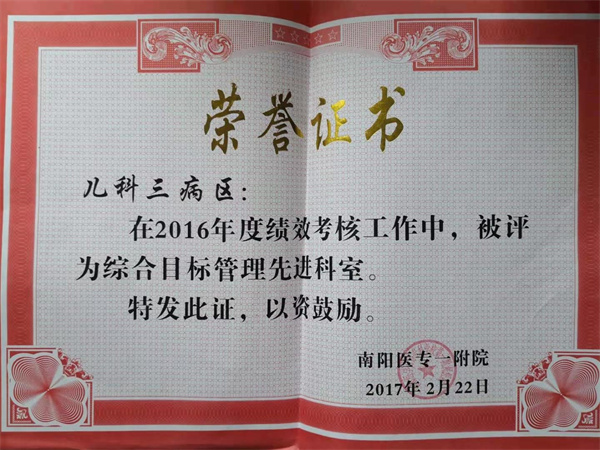 荣誉证书
儿科三病区：
在2016年度绩效考核工作中，被评
为综合目标管理先进科室。
特发此证，以资鼓励。
南阳医专一附院
2017年2月22日